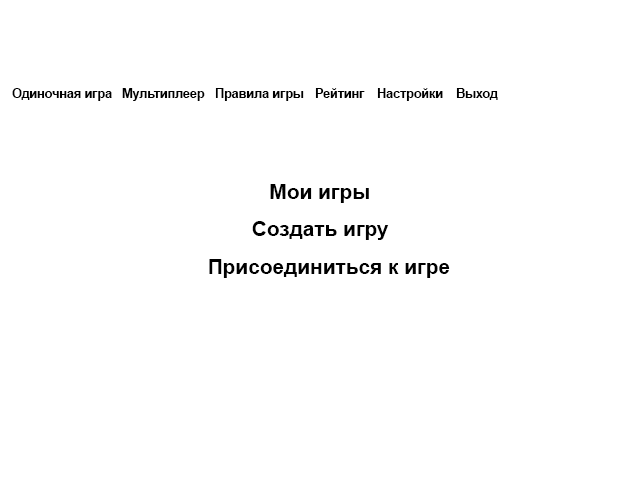 Одиночная игра Мультиплеер Правила игры Рейтинг Настройки Выход
Мои игры
Создать игру
Присоединиться к игре